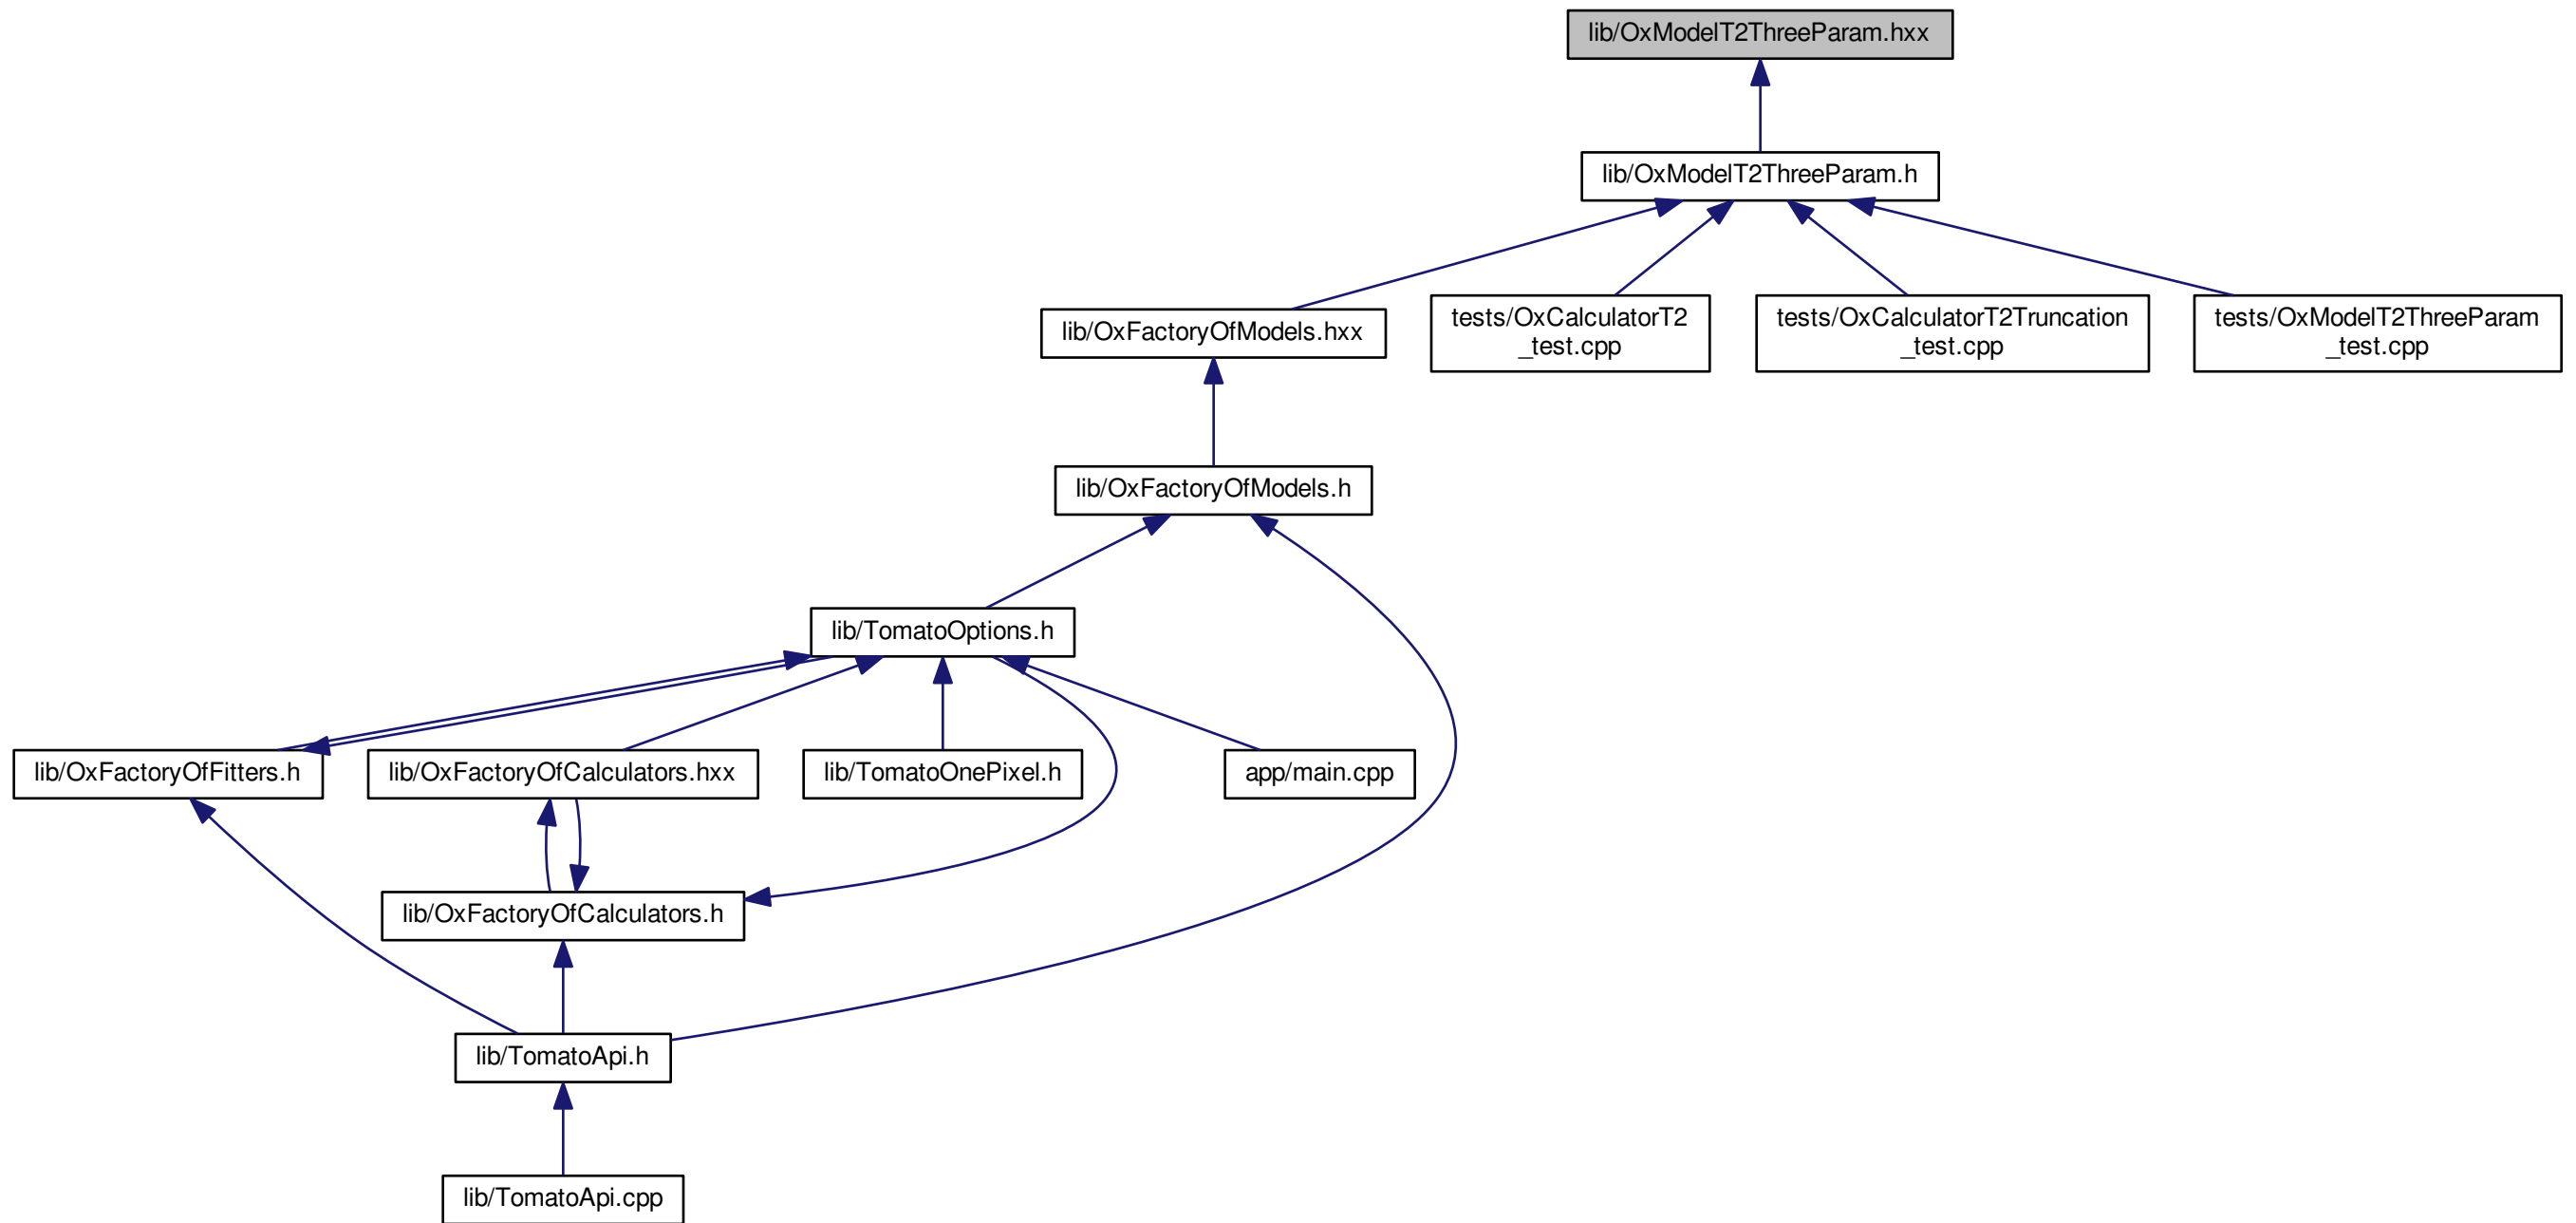 lib/OxModelT2ThreeParam.hxx
lib/OxModelT2ThreeParam.h
lib/OxFactoryOfModels.hxx
tests/OxCalculatorT2
_test.cpp
tests/OxCalculatorT2Truncation
_test.cpp
tests/OxModelT2ThreeParam
_test.cpp
lib/OxFactoryOfModels.h
lib/TomatoOptions.h
lib/OxFactoryOfFitters.h
lib/OxFactoryOfCalculators.hxx
lib/TomatoOnePixel.h
app/main.cpp
lib/OxFactoryOfCalculators.h
lib/TomatoApi.h
lib/TomatoApi.cpp